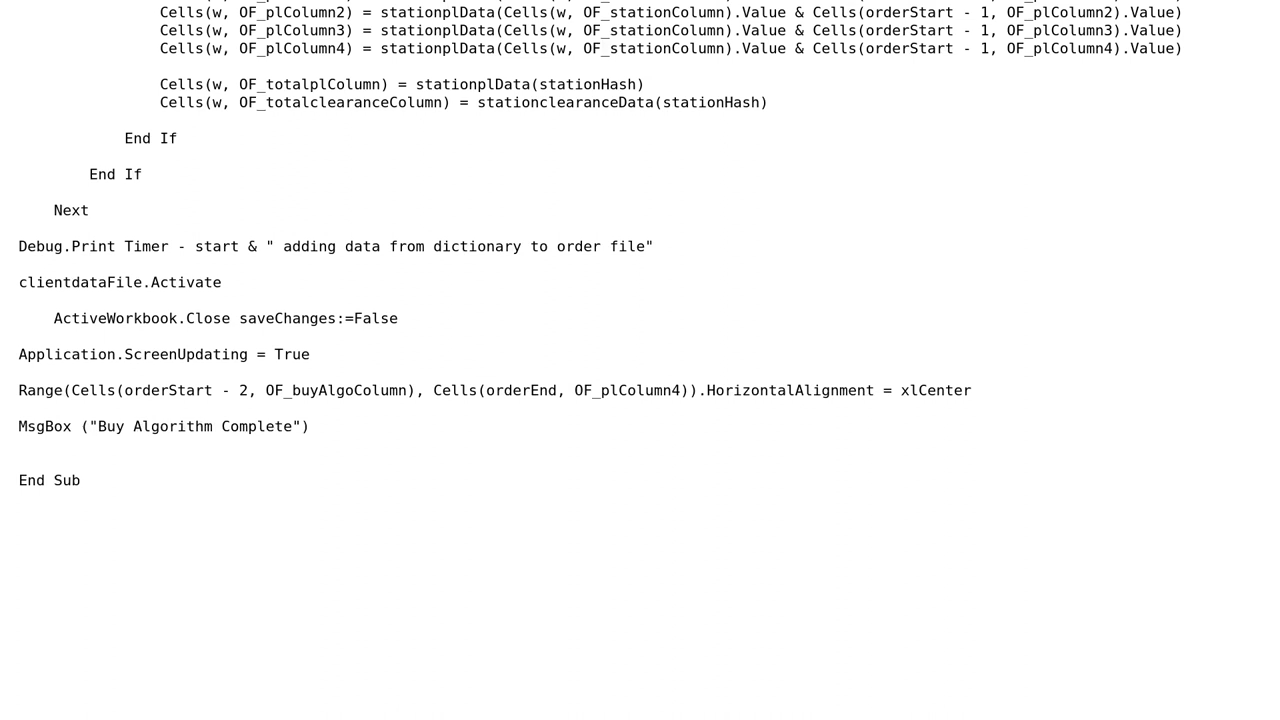 Cells(w, OF_plColumn2) = stationplData(Cells(w, OF_stationColumn).Value & Cells(orderStart - 1, OF_plColumn2).Value)
Cells(w, OF_plColumn3) = stationplData(Cells(w, OF_stationColumn).Value & Cells(orderStart - 1, OF_plColumn3).Value)
Cells(w, OF_plColumn4) = stationplData(Cells(w, OF_stationColumn).Value & Cells(orderStart - 1, OF_plColumn4).Value)
Cells(w, OF_totalplColumn) = stationplData(stationHash)
Cells(w, OF_totalclearanceColumn) = stationclearanceData(stationHash)
End If
End If
Next
Debug.Print Timer - start & " adding data from dictionary to order file"
clientdataFile.Activate
ActiveWorkbook.Close saveChanges:=False
Application.ScreenUpdating = True
Range(Cells(orderStart - 2, OF_buyAlgoColumn), Cells(orderEnd, OF_plColumn4)).HorizontalAlignment = xlCenter
MsgBox ("Buy Algorithm Complete")
End Sub